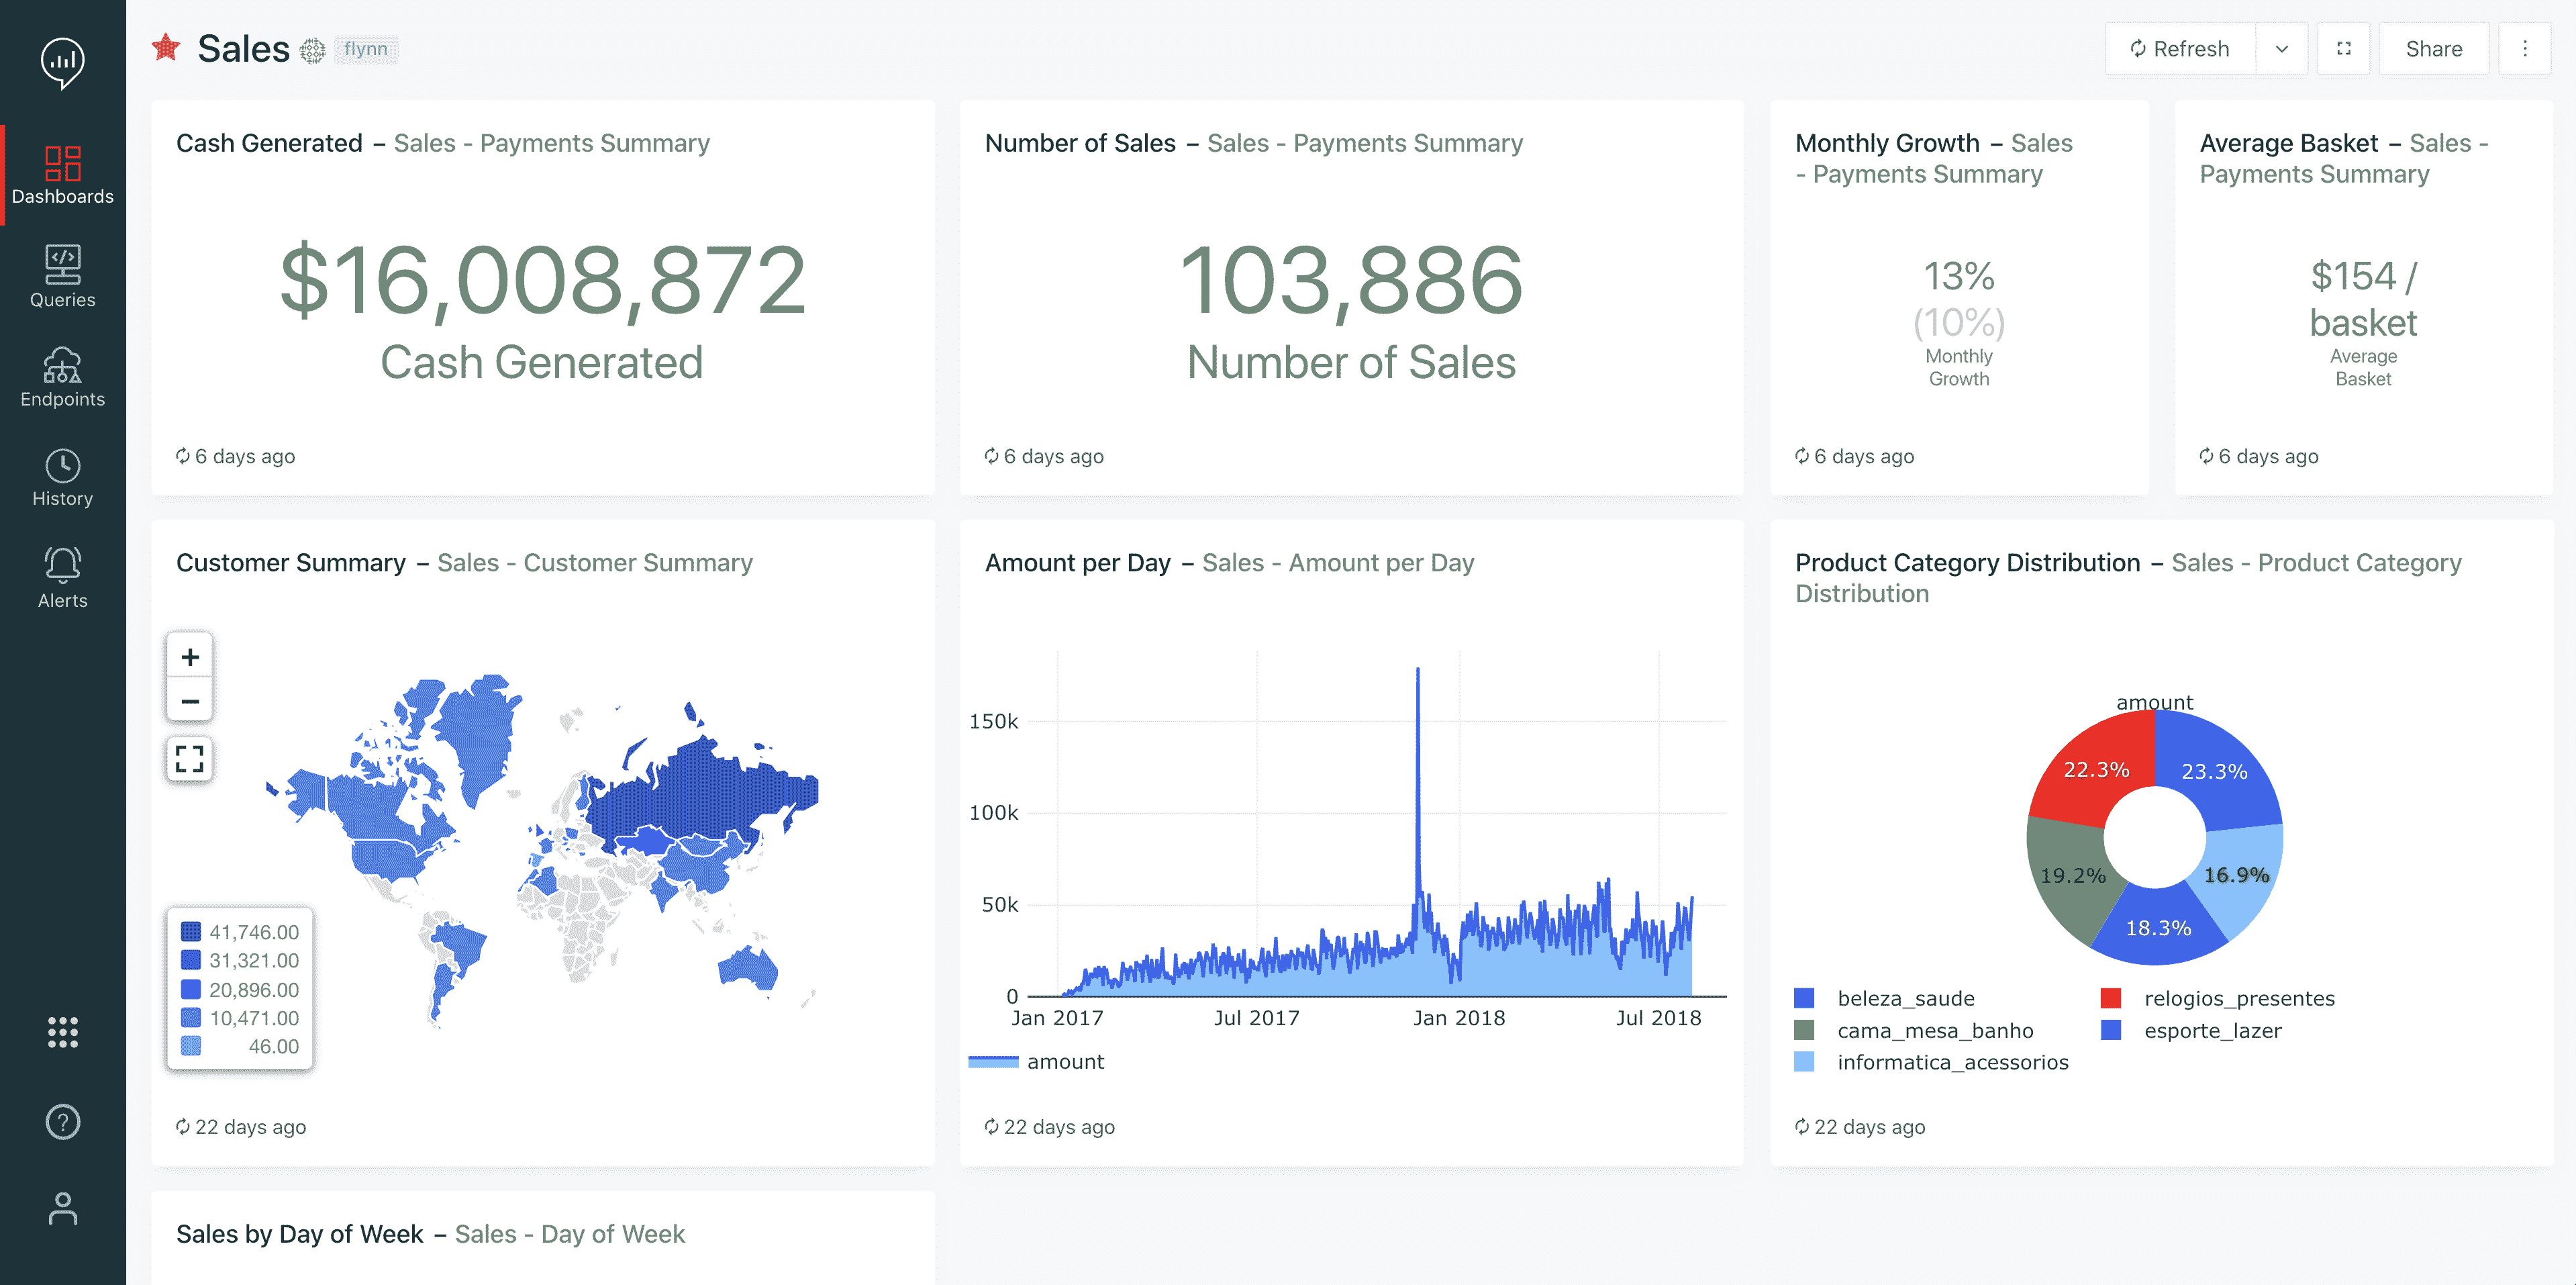 Sales flynn
Refresh
Share
Dashboards
Queries
Endpoints
History
Alerts
?
Cash Generated – Sales - Payments Summary
$16,008,872
Cash Generated
6 days ago
Number of Sales – Sales - Payments Summary
103,886
Number of Sales
6 days ago
Monthly Growth – Sales
- Payments Summary
13%
(10%)
Monthly
Growth
6 days ago
Average Basket – Sales -
Payments Summary
$154 /
basket
Average
Basket
6 days ago
Customer Summary – Sales - Customer Summary
+
−
41,746.00
31,321.00
20,896.00
10,471.00
46.00
22 days ago
Amount per Day – Sales - Amount per Day
150k
100k
50k
0
Jan 2017 Jul 2017 Jan 2018 Jul 2018
amount
22 days ago
Product Category Distribution – Sales - Product Category
Distribution
amount
22.3% 23.3%
19.2% 16.9%
18.3%
beleza_saude relogios_presentes
cama_mesa_banho esporte_lazer
informatica_acessorios
22 days ago
Sales by Day of Week – Sales - Day of Week